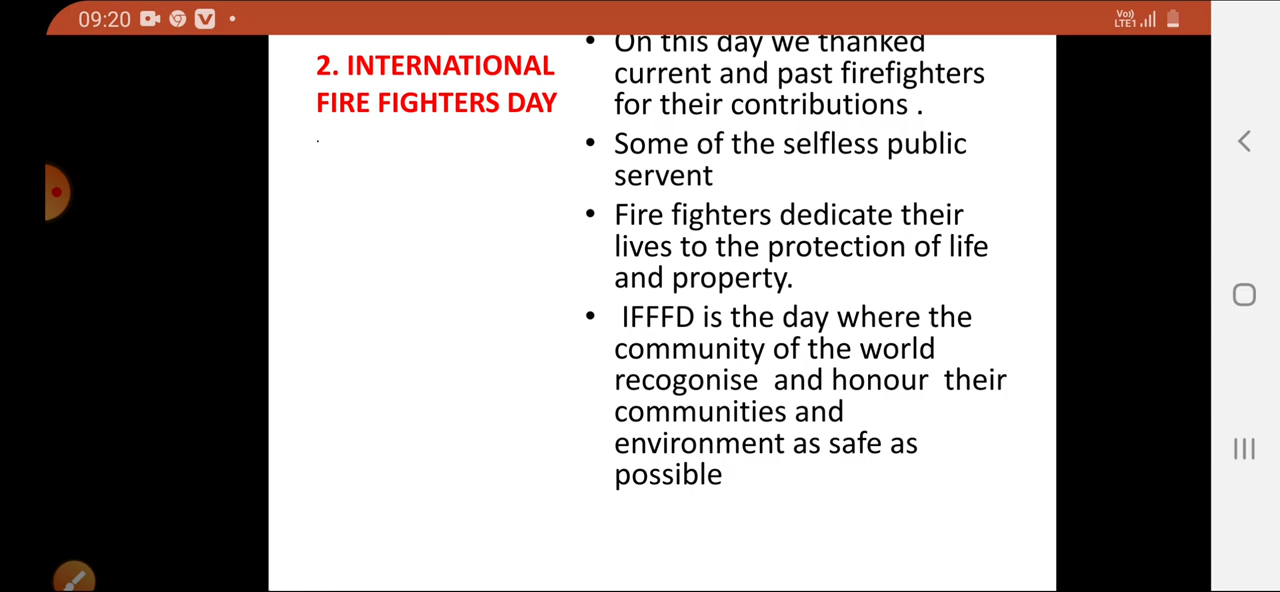 09:20
Vo)) LTE1
2. INTERNATIONAL
FIRE FIGHTERS DAY
.
• On this day we thanked
current and past firefighters
for their contributions .
• Some of the selfless public
servent
• Fire fighters dedicate their
lives to the protection of life
and property.
• IFFFD is the day where the
community of the world
recogonise and honour their
communities and
environment as safe as
possible